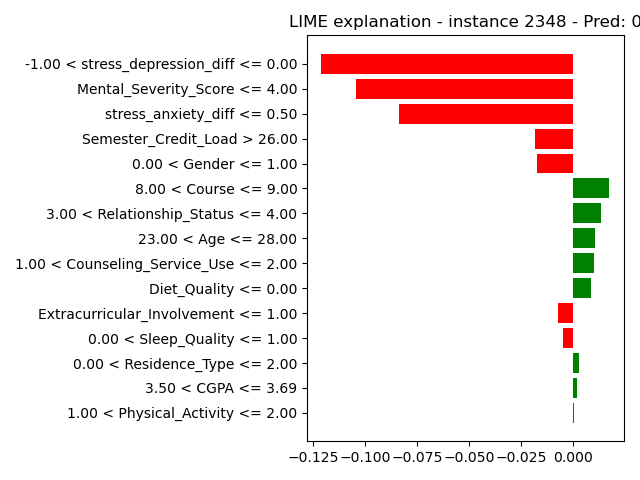 LIME explanation - instance 2348 - Pred: 0
-1.00 < stress_depression_diff <= 0.00
Mental_Severity_Score <= 4.00
stress_anxiety_diff <= 0.50
Semester_Credit_Load > 26.00
0.00 < Gender <= 1.00
8.00 < Course <= 9.00
3.00 < Relationship_Status <= 4.00
23.00 < Age <= 28.00
1.00 < Counseling_Service_Use <= 2.00
Diet_Quality <= 0.00
Extracurricular_Involvement <= 1.00
0.00 < Sleep_Quality <= 1.00
0.00 < Residence_Type <= 2.00
3.50 < CGPA <= 3.69
1.00 < Physical_Activity <= 2.00
−0.125 −0.100 −0.075 −0.050 −0.025 0.000